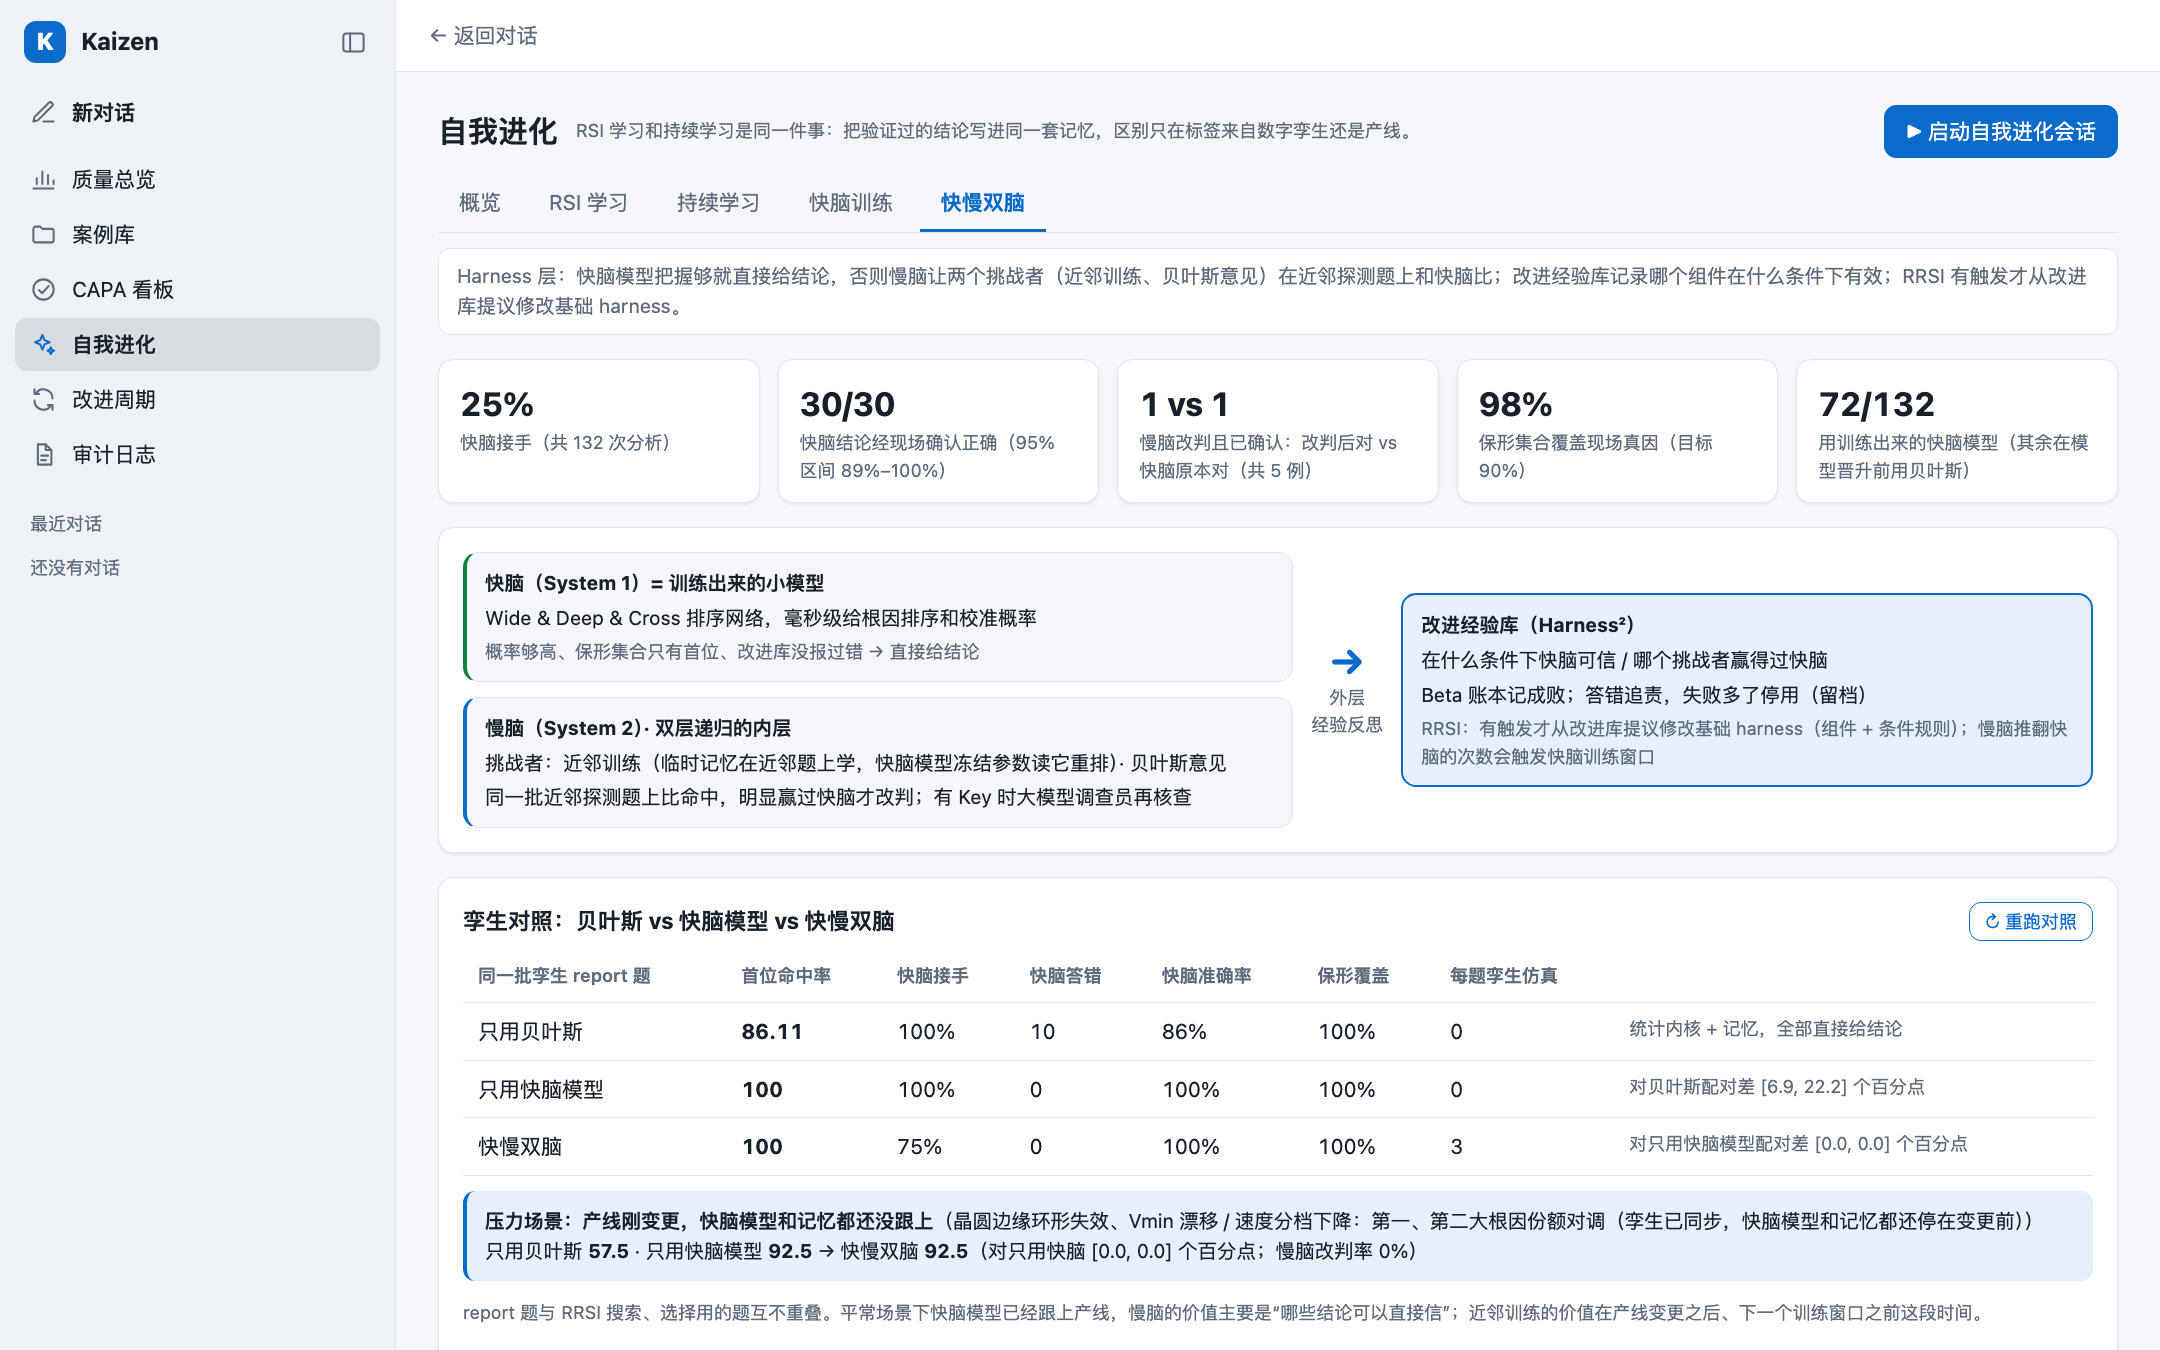 K Kaizen
新对话
质量总览
案例库
CAPA 看板
自我进化
改进周期
审计日志
最近对话
还没有对话
← 返回对话
自我进化 RSI 学习和持续学习是同一件事：把验证过的结论写进同一套记忆，区别只在标签来自数字孪生还是产线。
▶ 启动自我进化会话
概览 RSI 学习 持续学习 快脑训练 快慢双脑
Harness 层：快脑模型把握够就直接给结论，否则慢脑让两个挑战者（近邻训练、贝叶斯意见）在近邻探测题上和快脑比；改进经验库记录哪个组件在什么条件下有效；RRSI 有触发才从改进
库提议修改基础 harness。
25%
快脑接手（共 132 次分析）
30/30
快脑结论经现场确认正确（95%
区间 89%–100%）
1 vs 1
慢脑改判且已确认：改判后对 vs
快脑原本对（共 5 例）
98%
保形集合覆盖现场真因（目标
90%）
72/132
用训练出来的快脑模型（其余在模
型晋升前用贝叶斯）
快脑（System 1）= 训练出来的小模型
Wide & Deep & Cross 排序网络，毫秒级给根因排序和校准概率
概率够高、保形集合只有首位、改进库没报过错 → 直接给结论
慢脑（System 2）· 双层递归的内层
挑战者：近邻训练（临时记忆在近邻题上学，快脑模型冻结参数读它重排）· 贝叶斯意见
同一批近邻探测题上比命中，明显赢过快脑才改判；有 Key 时大模型调查员再核查
→
外层
经验反思
改进经验库（Harness²）
在什么条件下快脑可信 / 哪个挑战者赢得过快脑
Beta 账本记成败；答错追责，失败多了停用（留档）
RRSI：有触发才从改进库提议修改基础 harness（组件 + 条件规则）；慢脑推翻快
脑的次数会触发快脑训练窗口
孪生对照：贝叶斯 vs 快脑模型 vs 快慢双脑
↻ 重跑对照
同一批孪生 report 题 首位命中率 快脑接手 快脑答错 快脑准确率 保形覆盖 每题孪生仿真
只用贝叶斯 86.11 100% 10 86% 100% 0 统计内核 + 记忆，全部直接给结论
只用快脑模型 100 100% 0 100% 100% 0 对贝叶斯配对差 [6.9, 22.2] 个百分点
快慢双脑 100 75% 0 100% 100% 3 对只用快脑模型配对差 [0.0, 0.0] 个百分点
压力场景：产线刚变更，快脑模型和记忆都还没跟上（晶圆边缘环形失效、Vmin 漂移 / 速度分档下降：第一、第二大根因份额对调（孪生已同步，快脑模型和记忆都还停在变更前））
只用贝叶斯 57.5 · 只用快脑模型 92.5 → 快慢双脑 92.5（对只用快脑 [0.0, 0.0] 个百分点；慢脑改判率 0%）
report 题与 RRSI 搜索、选择用的题互不重叠。平常场景下快脑模型已经跟上产线，慢脑的价值主要是“哪些结论可以直接信”；近邻训练的价值在产线变更之后、下一个训练窗口之前这段时间。